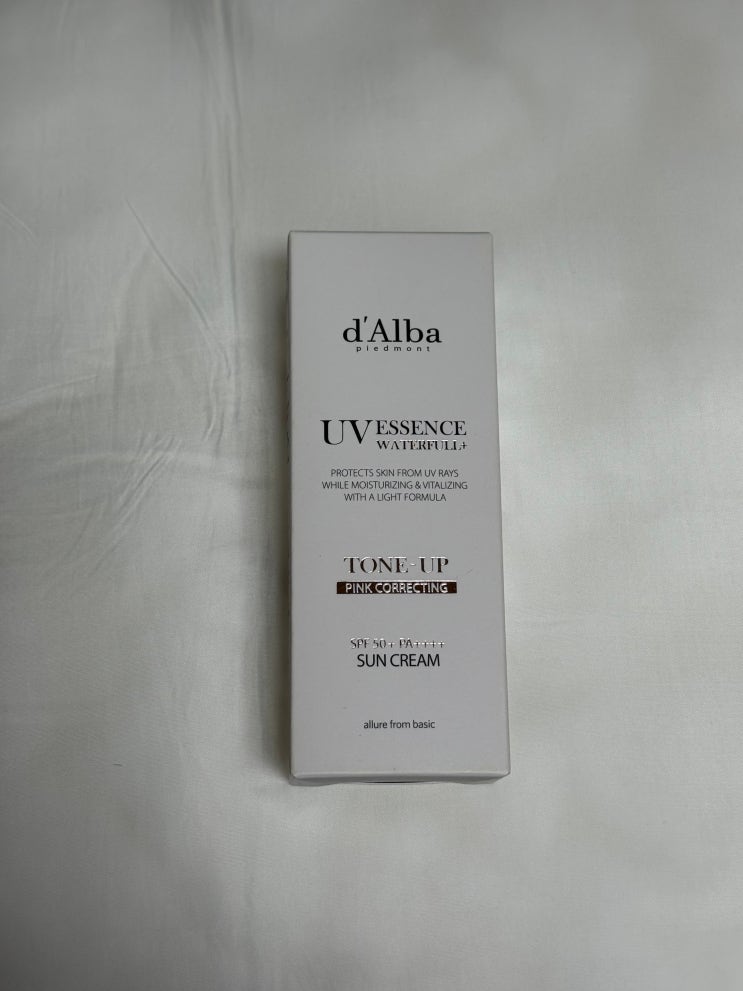 d'Alba
piedmont
UV ESSENCE
WATERFULL+
PROTECTS SKIN FROM UV RAYS
WHILE MOISTURIZING & VITALIZING
WITH A LIGHT FORMULA
TONE-UP
PINK CORRECTING
SPF 50+ PA++++
SUN CREAM
allure from basic